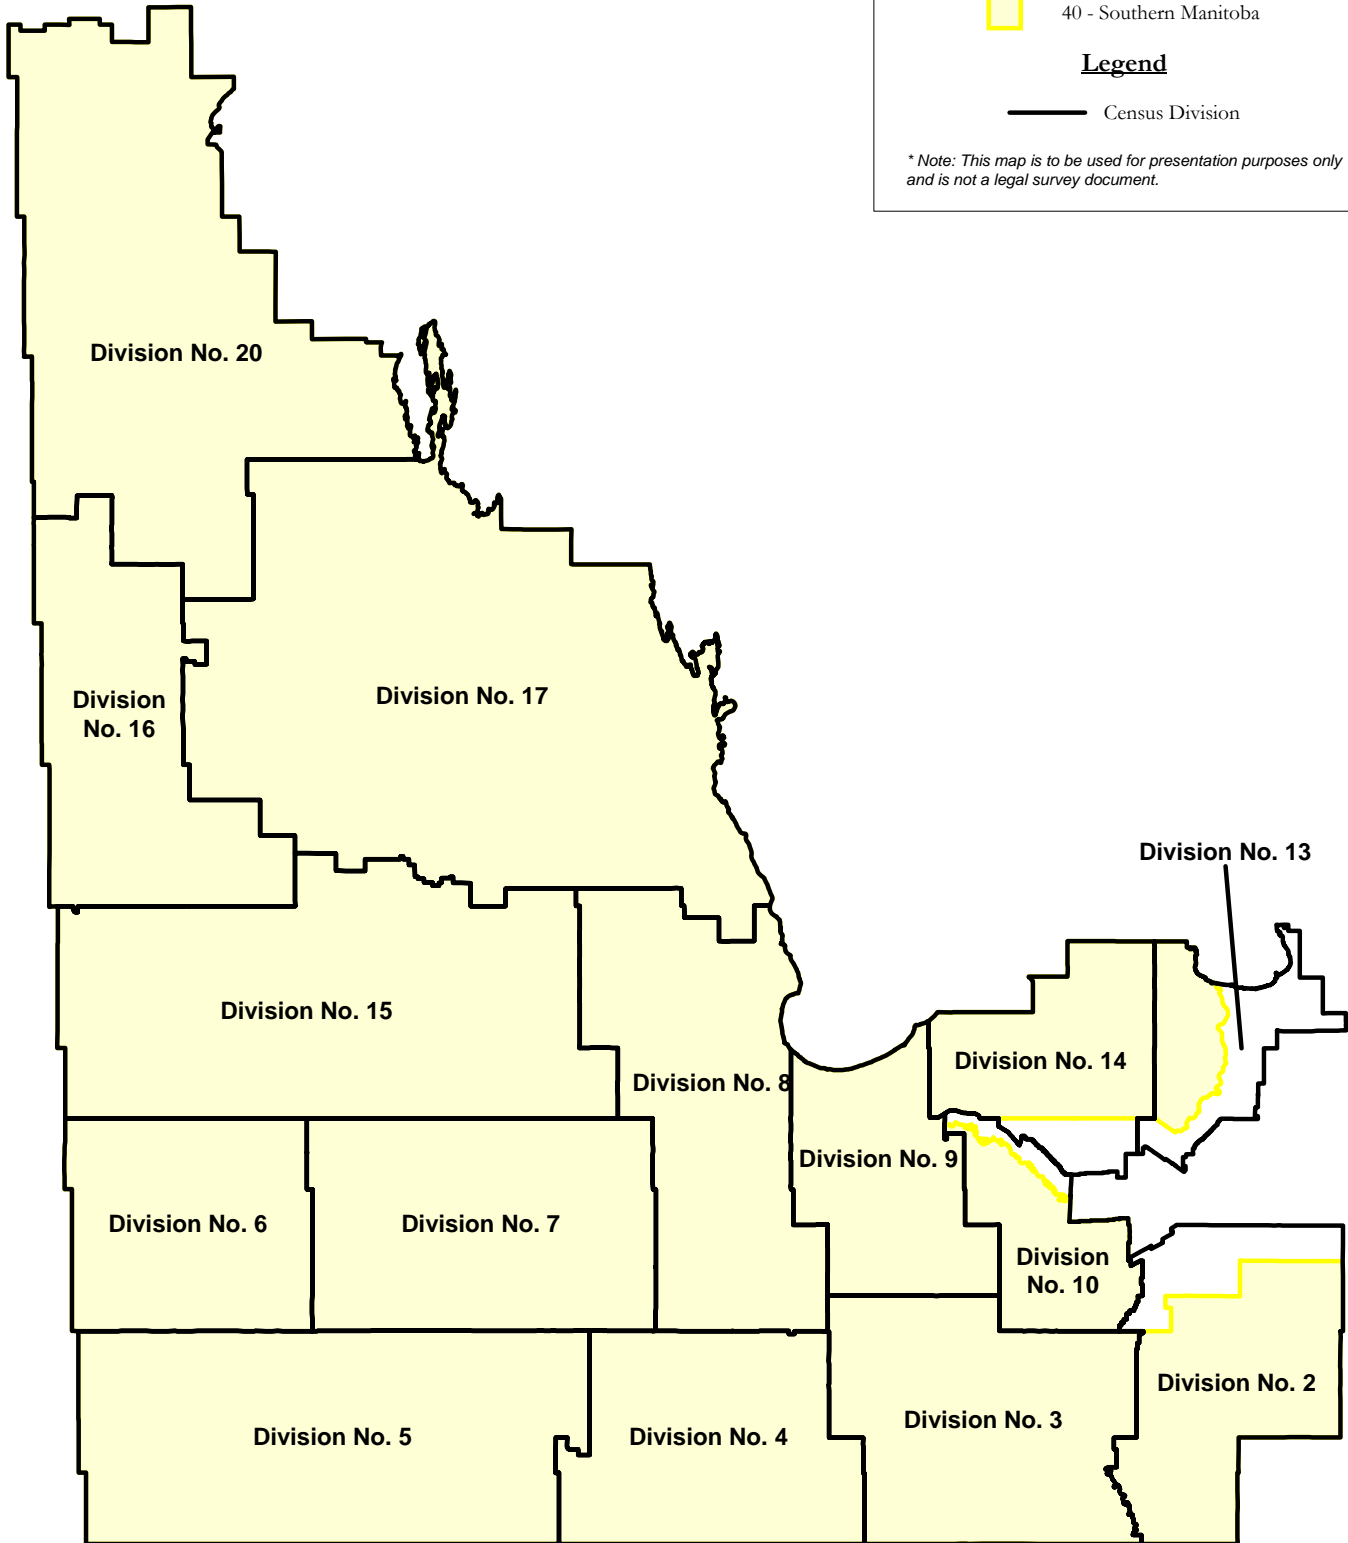 40 - Southern Manitoba
Legend
Census Division
* Note: This map is to be used for presentation purposes only
and is not a legal survey document.
Division No. 20
Division
No. 16
Division No. 17
Division No. 13
Division No. 15
Division No. 8
Division No. 14
Division No. 9
Division No. 6
Division No. 7
Division
No. 10
Division No. 2
Division No. 5
Division No. 4
Division No. 3